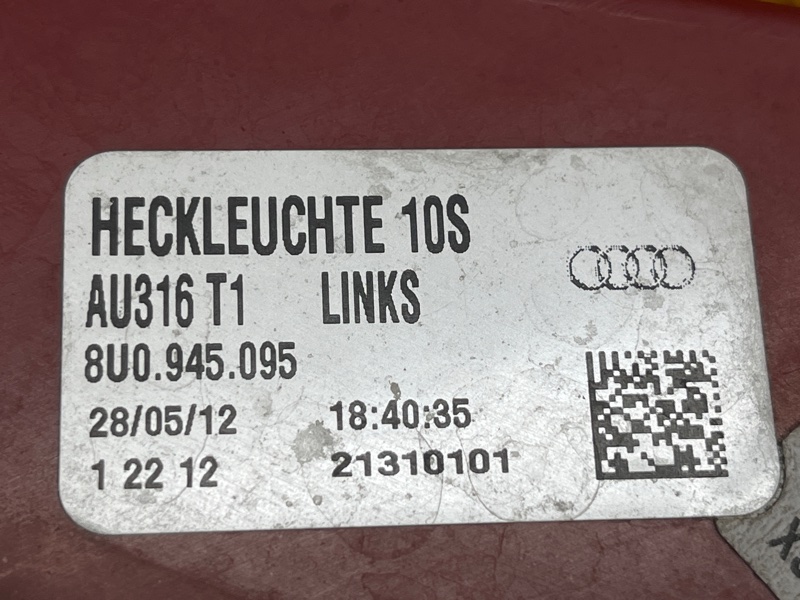 HECKLEUCHTE 10S
AU316 T1 LINKS
8U0.945.095
28/05/12 18:40:35
1 22 12 21310101